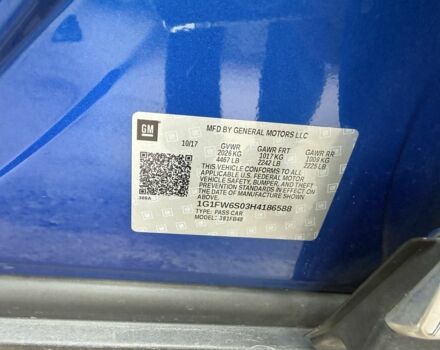 GM
MFD BY GENERAL MOTORS LLC
10/17 GVWR GAWR FRT GAWR RR
2026 KG 1017 KG 1009 KG
4467 LB 2242 LB 2225 LB
THIS VEHICLE CONFORMS TO ALL
APPLICABLE U.S. FEDERAL MOTOR
VEHICLE SAFETY, BUMPER, AND THEFT
PREVENTION STANDARDS IN EFFECT ON
THE DATE OF MANUFACTURE SHOWN
ABOVE.
1G1FW6S03H4186588
TYPE: PASS CAR
MODEL: